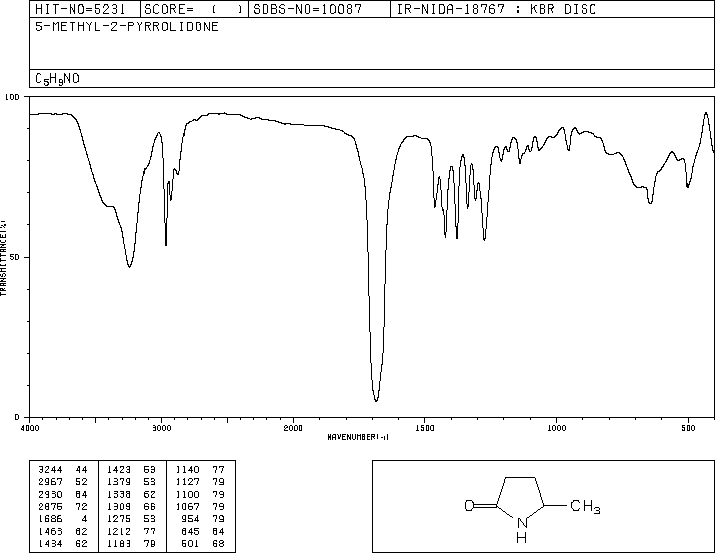 HIT-NO=5231 SCORE= ( ) SDBS-NO=10087 IR-NIDA-18767 : KBR DISC
5-METHYL-2-PYRROLIDONE
C5H9NO
100
50
0
TRANSMITTANCE(%)
4000 3000 2000 1500 1000 500
WAVENUMBER(-1)
3244 44 1423 1140 77
2967 52 1379 53 1127 79
2930 64 1338 62 1100 79
2876 72 1309 66 1067 79
1686 4 1275 53 954 79
1463 62 1212 77 645 64
1434 62 1183 79 501 68
O
CH3
N
H